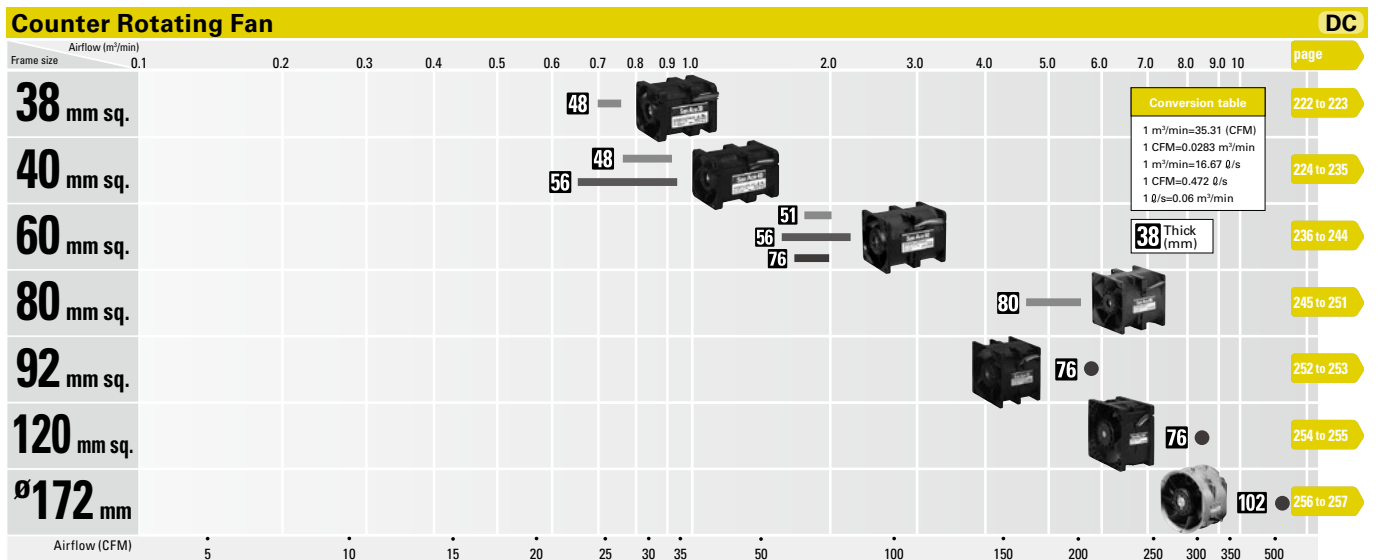 Counter Rotating Fan
DC
Airflow (m³/min)
Frame size
0.1 0.2 0.3 0.4 0.5 0.6 0.7 0.8 0.9 1.0 2.0 3.0 4.0 5.0 6.0 7.0 8.0 9.0 10
page
38 mm sq.
48
222 to 223
Conversion table
1 m³/min=35.31 (CFM)
1 CFM=0.0283 m³/min
1 m³/min=16.67 ℓ/s
1 CFM=0.472 ℓ/s
1 ℓ/s=0.06 m³/min
40 mm sq.
48
56
224 to 235
38 Thick
(mm)
60 mm sq.
51
56
76
236 to 244
80 mm sq.
80
245 to 251
92 mm sq.
76
252 to 253
120 mm sq.
76
254 to 255
ø172 mm
102
256 to 257
Airflow (CFM)
5 10 15 20 25 30 35 50 100 150 200 250 300 350 500